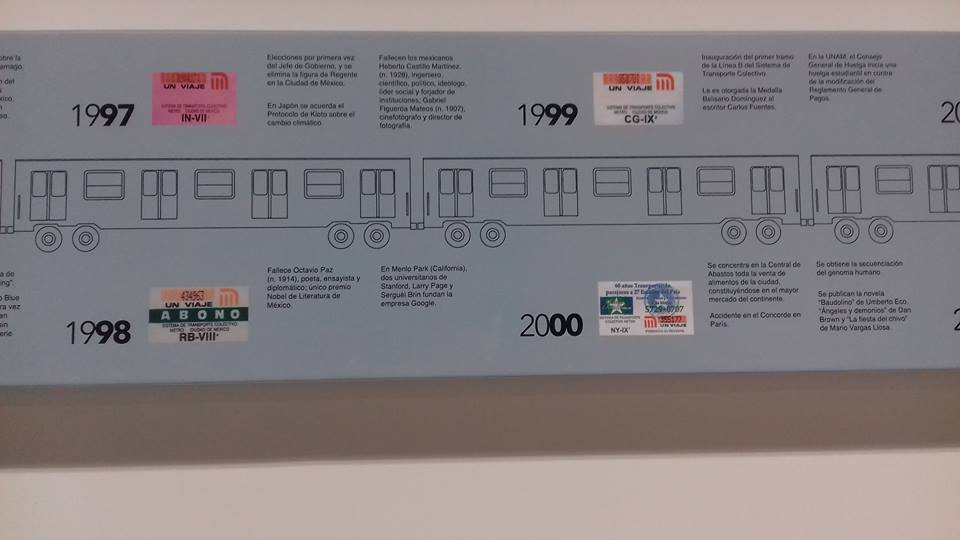 1997
UN VIAJE
SISTEMA DE TRANSPORTE COLECTIVO
METRO CIUDAD DE MÉXICO
IN-VII
Elecciones por primera vez
del Jefe de Gobierno, y se
elimina la figura de Regente
en la Ciudad de México.
En Japón se acuerda el
Protocolo de Kioto sobre el
cambio climático.
Fallecen los mexicanos
Heberto Castillo Martínez,
(n. 1928), ingeniero,
científico, político, ideólogo,
líder social y forjador de
instituciones; Gabriel
Figueroa Mateos (n. 1907),
cinefotógrafo y director de
fotografía.
1999
UN VIAJE
SISTEMA DE TRANSPORTE COLECTIVO
METRO CIUDAD DE MÉXICO
CG-IX
Inauguración del primer tramo
de la Línea B del Sistema de
Transporte Colectivo.
Le es otorgada la Medalla
Belisario Domínguez al
escritor Carlos Fuentes.
En la UNAM, el Consejo
General de Huelga inicia una
huelga estudiantil en contra
de la modificación del
Reglamento General de
Pagos.
20
1998
434963
UN VIAJE
ABONO
SISTEMA DE TRANSPORTE COLECTIVO
METRO CIUDAD DE MÉXICO
RB-VIII
Fallece Octavio Paz
(n. 1914), poeta, ensayista y
diplomático; único premio
Nobel de Literatura de
México.
En Menlo Park (California),
dos universitarios de
Stanford, Larry Page y
Serguéi Brin fundan la
empresa Google.
2000
60 años Transportando
pasajeros a 27 Estados del País
5729-0707
355177
NY-IX
UN VIAJE
Se concentra en la Central de
Abastos toda la venta de
alimentos de la ciudad,
constituyéndose en el mayor
mercado del continente.
Accidente en el Concorde en
París.
Se obtiene la secuenciación
del genoma humano.
Se publican la novela
"Baudolino" de Umberto Eco,
"Ángeles y demonios" de Dan
Brown y "La fiesta del chivo"
de Mario Vargas Llosa.